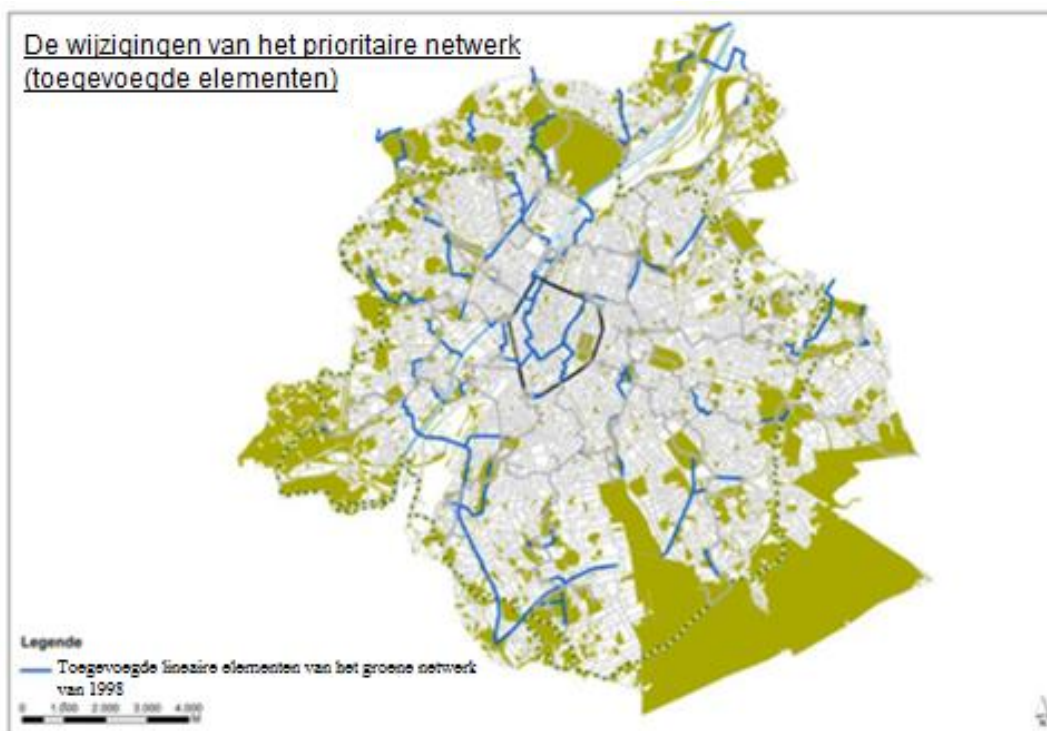 De wijzigingen van het prioritaire netwerk
(toegevoegde elementen)
Legende
Toegevoegde lineaire elementen van het groene netwerk
van 1998
0 1.000 2.000 3.000 4.000
M